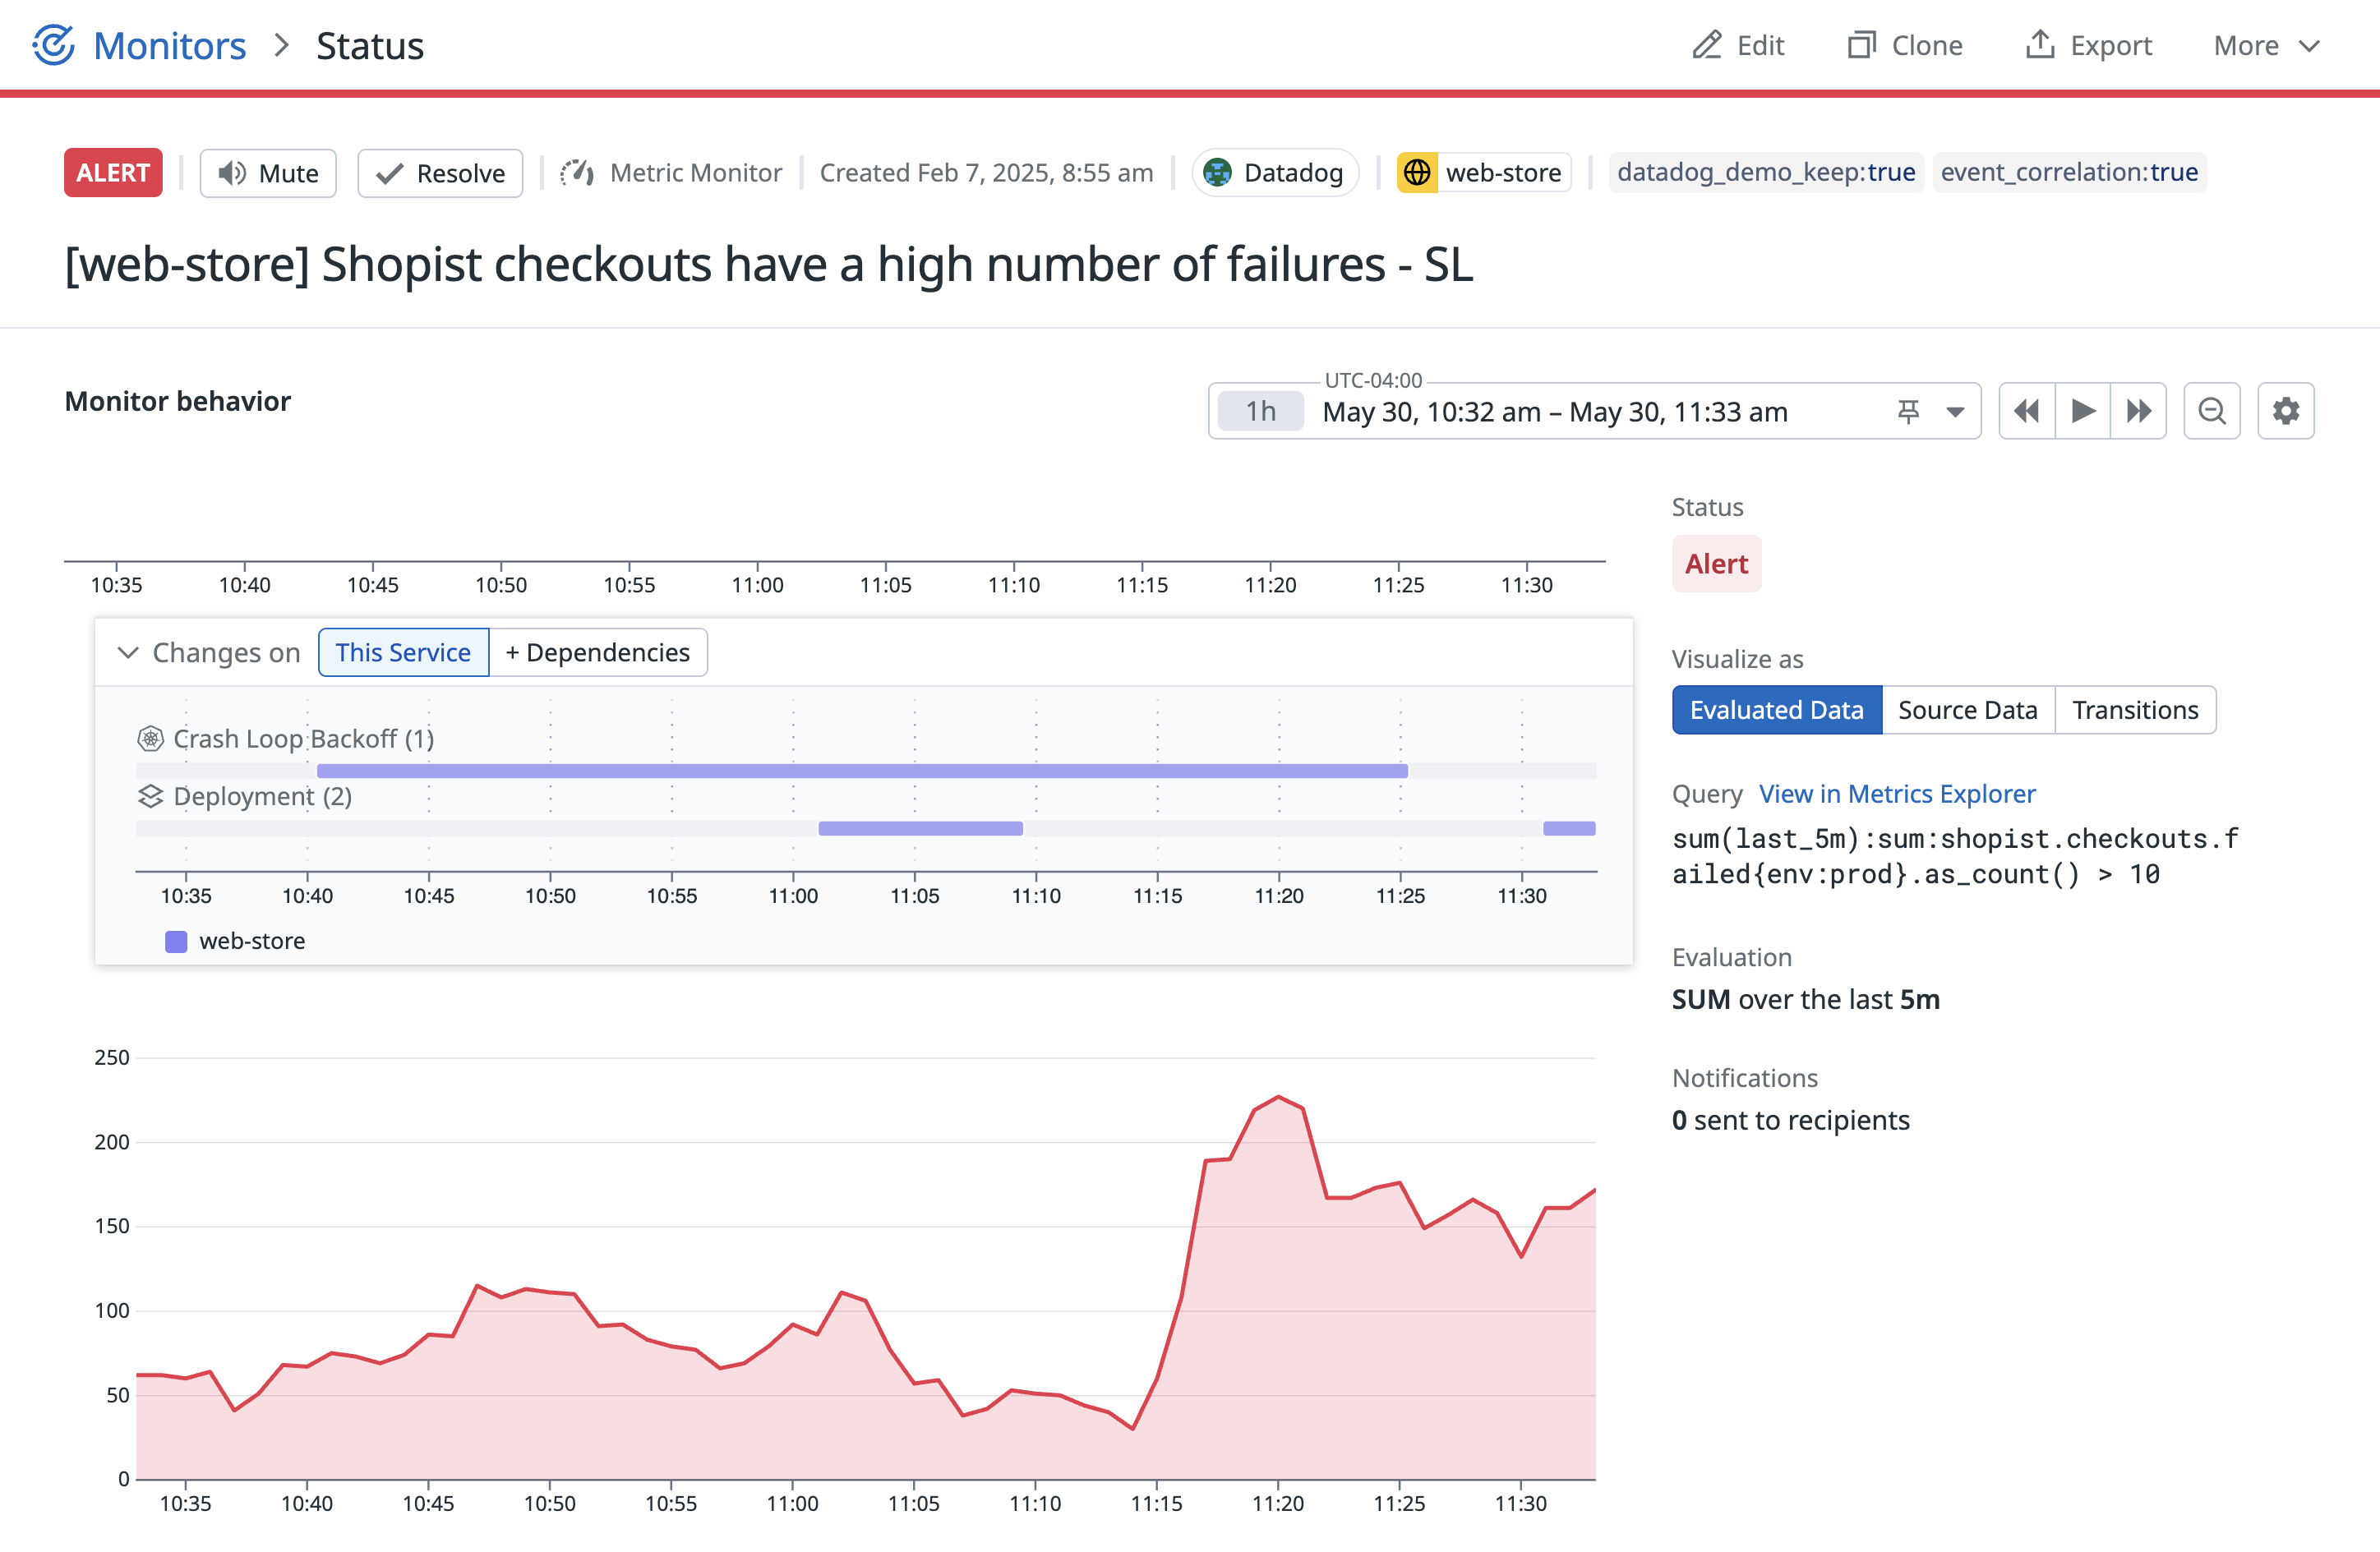 Monitors > Status Edit Clone Export More
ALERT Mute Resolve Metric Monitor Created Feb 7, 2025, 8:55 am Datadog web-store datadog_demo_keep:true event_correlation:true
[web-store] Shopist checkouts have a high number of failures - SL
Monitor behavior
UTC-04:00
1h May 30, 10:32 am – May 30, 11:33 am
10:35 10:40 10:45 10:50 10:55 11:00 11:05 11:10 11:15 11:20 11:25 11:30
Changes on This Service + Dependencies
Crash Loop Backoff (1)
Deployment (2)
10:35 10:40 10:45 10:50 10:55 11:00 11:05 11:10 11:15 11:20 11:25 11:30
web-store
250
200
150
100
50
0
10:35 10:40 10:45 10:50 10:55 11:00 11:05 11:10 11:15 11:20 11:25 11:30
Status
Alert
Visualize as
Evaluated Data Source Data Transitions
Query View in Metrics Explorer
sum(last_5m):sum:shopist.checkouts.f
ailed{env:prod}.as_count() > 10
Evaluation
SUM over the last 5m
Notifications
0 sent to recipients